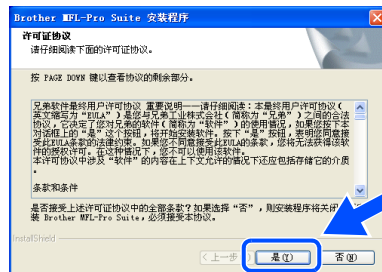 Brother MFL-Pro Suite 安装程序
许可证协议
请仔细阅读下面的许可证协议。
按 PAGE DOWN 键以查看协议的剩余部分。
兄弟软件最终用户许可协议 重要说明——请仔细阅读：本最终用户许可协议（
英文缩写为“EULA”）是您与兄弟工业株式会社（简称为“兄弟”）之间的合法
协议，它决定了您对兄弟的软件（简称为“软件”）的使用情况，如果您按下本
对话框上的“是”这个按钮，将开始安装软件。按下“是”按钮，表明您同意接
受此EULA条款的法律约束。如果您不同意接受此EULA的条款，您将无法获得该软
件的授权许可。在这种情况下，您不可以使用该软件。
本许可协议中涉及“软件”的内容在上下文允许的情况下还应包括存储它的介质
。
条款和条件
是否接受上述许可证协议中的全部条款？如果选择“否”，则安装程序将关闭
装 Brother MFL-Pro Suite，必须接受本协议。
InstallShield
<上一步
是(Y)
否(N)